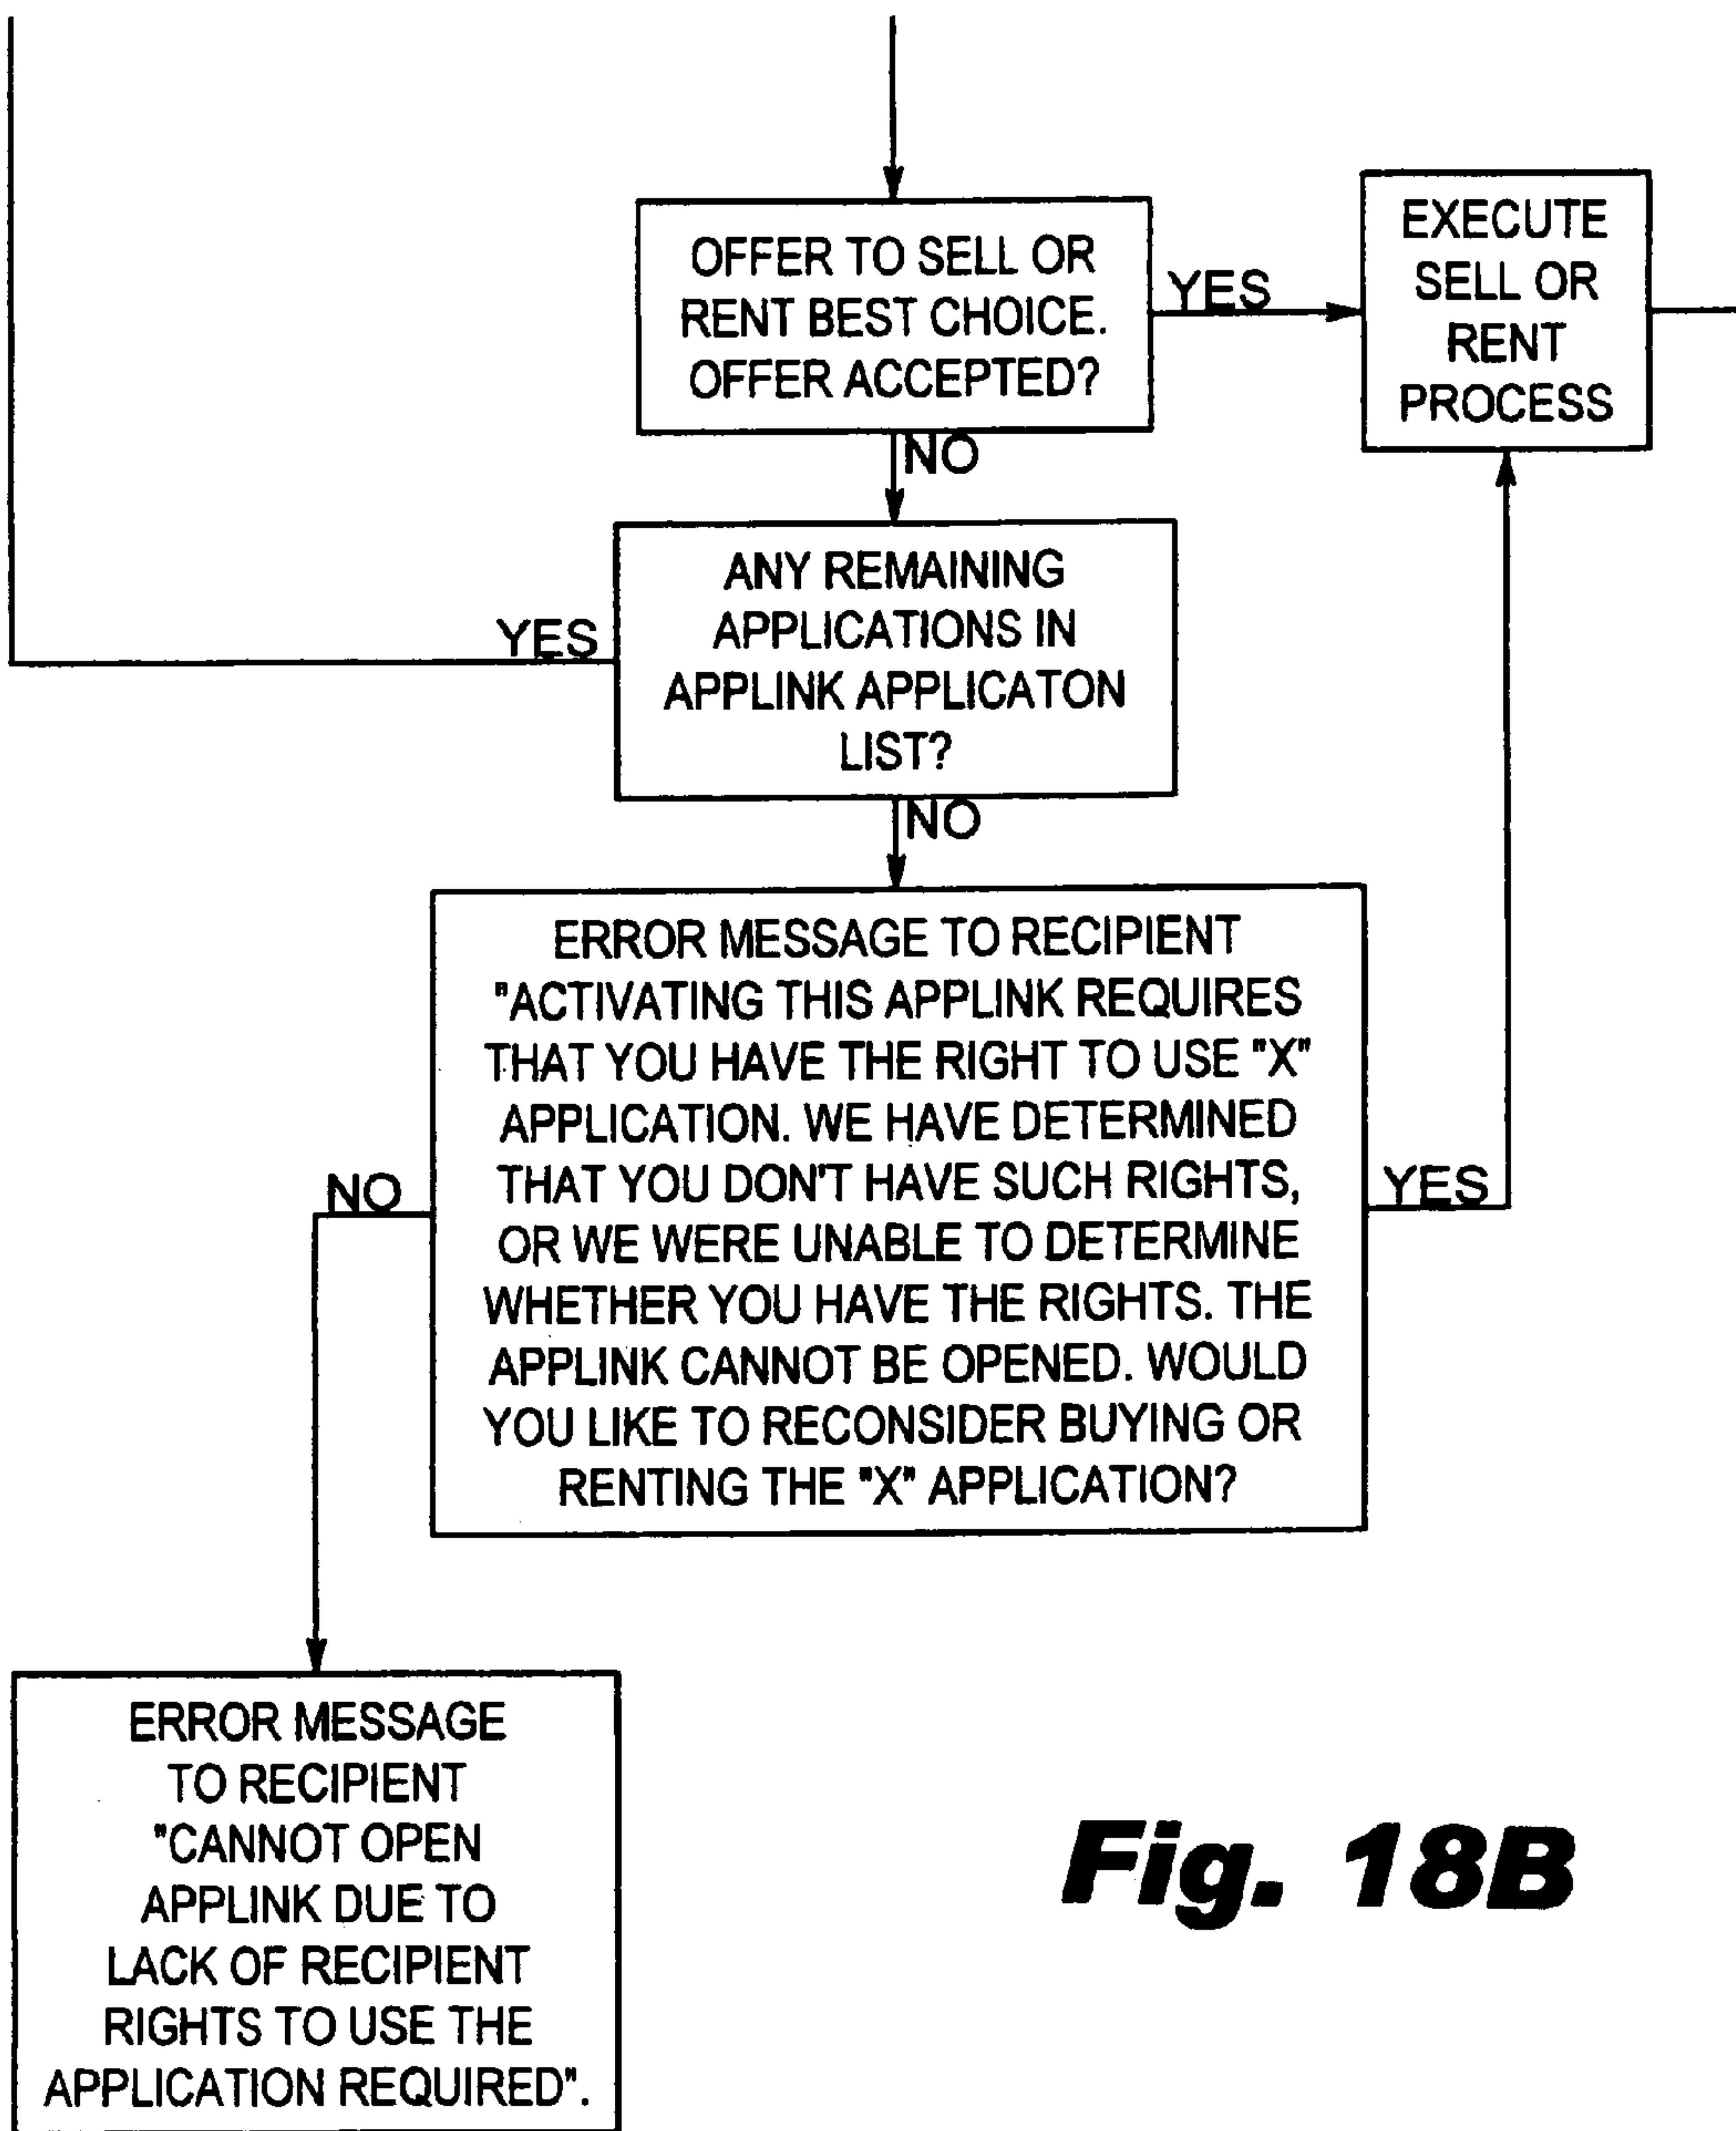 OFFER TO SELL OR
RENT BEST CHOICE.
OFFER ACCEPTED?
YES
EXECUTE
SELL OR
RENT
PROCESS
NO
ANY REMAINING
APPLICATIONS IN
APPLINK APPLICATON
LIST?
YES
NO
ERROR MESSAGE TO RECIPIENT
"ACTIVATING THIS APPLINK REQUIRES
THAT YOU HAVE THE RIGHT TO USE "X"
APPLICATION. WE HAVE DETERMINED
THAT YOU DON'T HAVE SUCH RIGHTS,
OR WE WERE UNABLE TO DETERMINE
WHETHER YOU HAVE THE RIGHTS. THE
APPLINK CANNOT BE OPENED. WOULD
YOU LIKE TO RECONSIDER BUYING OR
RENTING THE "X" APPLICATION?
NO
YES
ERROR MESSAGE
TO RECIPIENT
"CANNOT OPEN
APPLINK DUE TO
LACK OF RECIPIENT
RIGHTS TO USE THE
APPLICATION REQUIRED".
Fig. 18B